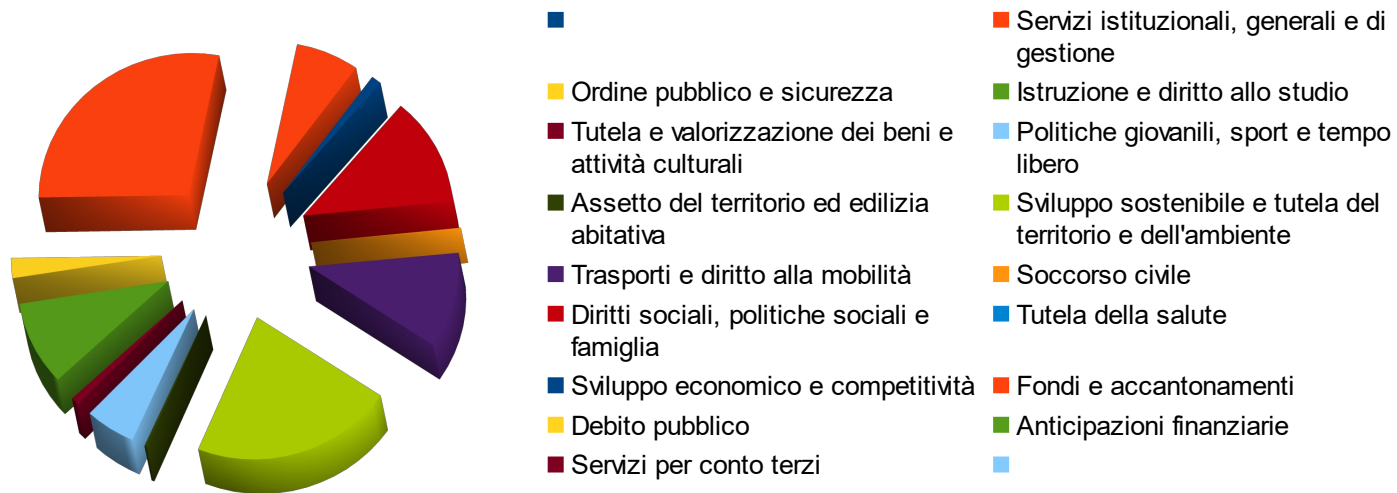 Servizi istituzionali, generali e di
gestione
Ordine pubblico e sicurezza
Istruzione e diritto allo studio
Tutela e valorizzazione dei beni e
attività culturali
Politiche giovanili, sport e tempo
libero
Assetto del territorio ed edilizia
abitativa
Sviluppo sostenibile e tutela del
territorio e dell'ambiente
Trasporti e diritto alla mobilità
Soccorso civile
Diritti sociali, politiche sociali e
famiglia
Tutela della salute
Sviluppo economico e competitività
Fondi e accantonamenti
Debito pubblico
Anticipazioni finanziarie
Servizi per conto terzi